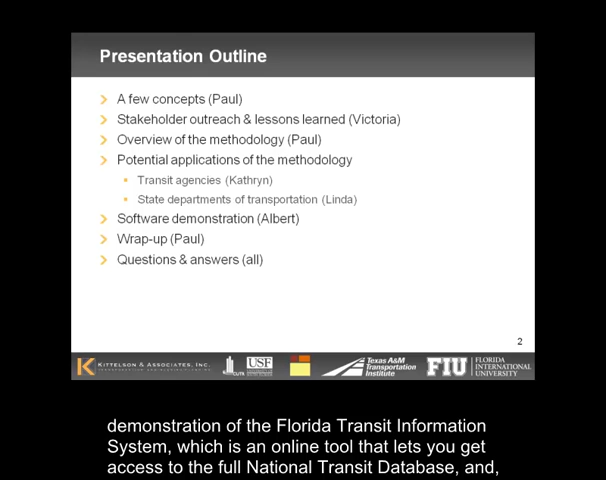 Presentation Outline
A few concepts (Paul)
Stakeholder outreach & lessons learned (Victoria)
Overview of the methodology (Paul)
Potential applications of the methodology
Transit agencies (Kathryn)
State departments of transportation (Linda)
Software demonstration (Albert)
Wrap-up (Paul)
Questions & answers (all)
2
KITTELSON & ASSOCIATES, INC.
CUTR
USF
Texas A&M
Transportation
Institute
FIU
FLORIDA
INTERNATIONAL
UNIVERSITY
demonstration of the Florida Transit Information
System, which is an online tool that lets you get
access to the full National Transit Database, and,